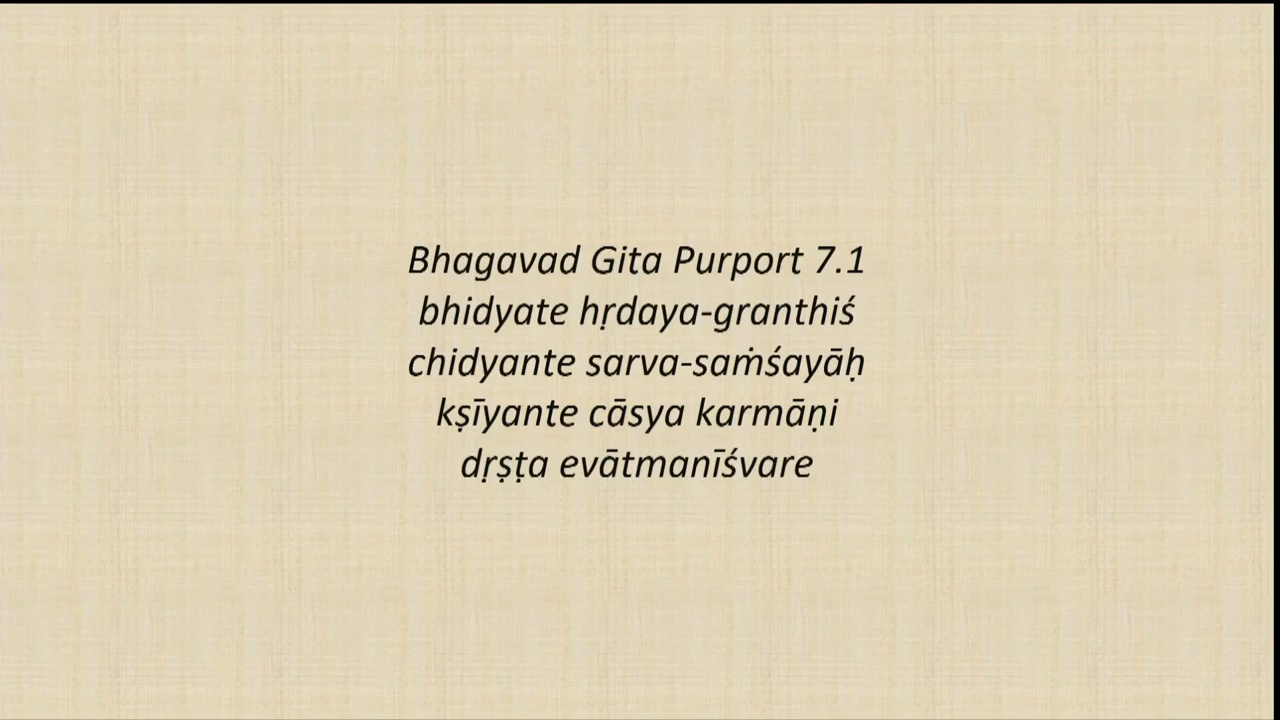 Bhagavad Gita Purport 7.1
bhidyate hṛdaya-granthiś
chidyante sarva-saṁśayāḥ
kṣīyante cāsya karmāṇi
dṛṣṭa evātmanīśvare